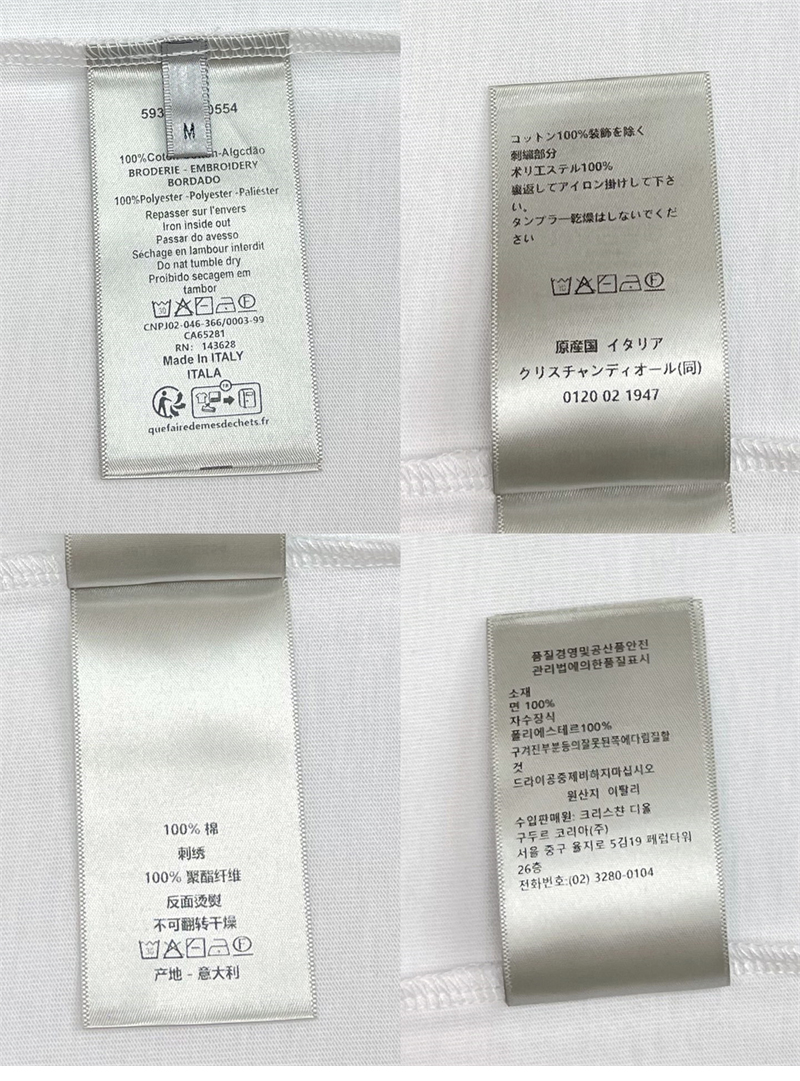 593 0554
M
100%Cot n-Algodão
BRODERIE - EMBROIDERY
BORDADO
100%Polyester -Polyester -Paliéster
Repasser sur l'envers
Iron inside out
Passar do avesso
Séchage en lambour interdit
Do nat tumble dry
Proibido secagem em
tambor
CNPJ02-046-366/0003-99
CA65281
RN: 143628
Made In ITALY
ITALA
FR
quefairedemesdechets.fr
コットン100%装飾を除く
刺繍部分
ポリエステル100%
裏返してアイロン掛けして下さ
い、
タンブラー乾燥はしないでくだ
さい
原産国 イタリア
クリスチャンディオール(同)
0120 02 1947
100% 棉
刺绣
100% 聚酯纤维
反面烫熨
不可翻转干燥
产地 - 意大利
품질경명및공산품안전
관리법에의한품질표시
소재
면 100%
자수장식
폴리에스테르100%
구겨진부분등의잘못된쪽에다림질할
것
드라이공중제비하지마십시오
원산지 이탈리
수입판매원: 크리스챤 디올
구두르 코리아(주)
서울 중구 율지로 5김19 페럼타워
26층
전화번호:(02) 3280-0104